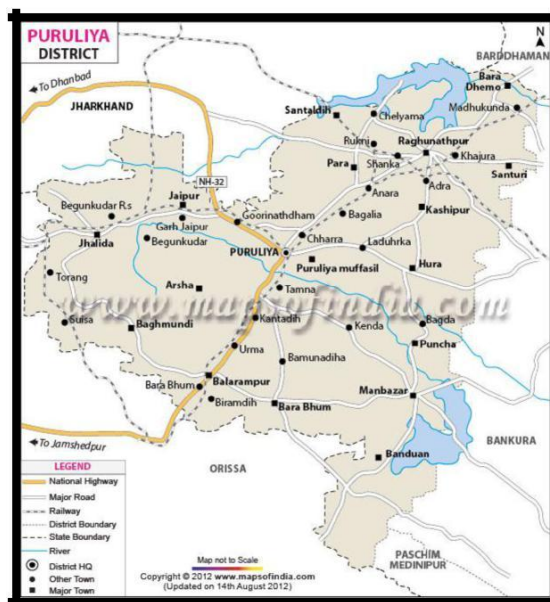 PURULIYA
DISTRICT
N
BARDDHAMAN
To Dhanbad
JHARKHAND
Bara
Dhemo
Santaldih
Chelyama
Madhukunda
Rukni
Raghunathpur
Para
Shanka
Khajura
Santuri
NH-32
Anara
Adra
Jaipur
Begunkudar R.s
Goorinathdham
Bagalia
Kashipur
Garh Jaipur
Jhalida
Begunkudar
Chharra
Laduhrka
PURULIYA
Puruliya muffasil
Hura
Torang
Arsha
Tamna
www.mapsofindia.com
Sulsa
Baghmundi
Kantadih
Kenda
Bagda
Urma
Puncha
Bamunadiha
Bara Bhum
Balarampur
Manbazar
Biramdih
Bara Bhum
To Jamshedpur
BANKURA
Banduan
ORISSA
LEGEND
National Highway
Major Road
Railway
District Boundary
State Boundary
River
District HQ
Other Town
Major Town
PASCHIM
MEDINIPUR
Map not to Scale
Copyright © 2012 www.mapsofindia.com
(Updated on 14th August 2012)